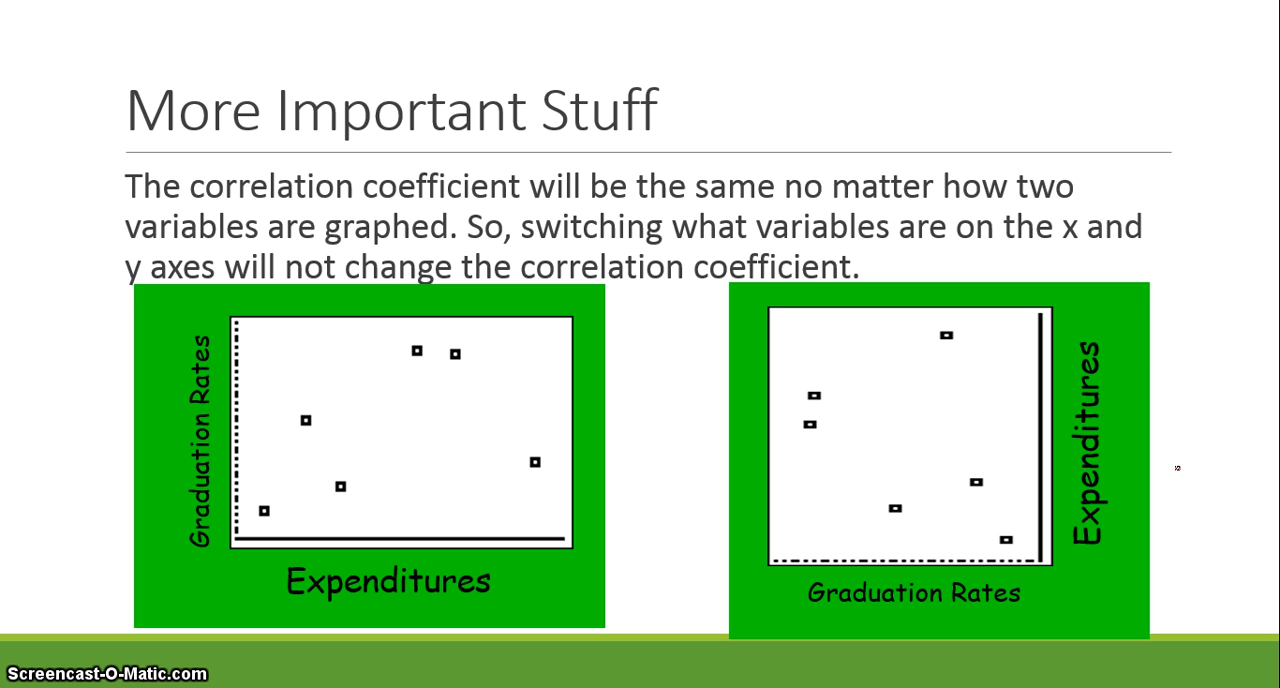 More Important Stuff
The correlation coefficient will be the same no matter how two
variables are graphed. So, switching what variables are on the x and
y axes will not change the correlation coefficient.
Graduation Rates
Expenditures
Expenditures
Graduation Rates
Screencast-O-Matic.com